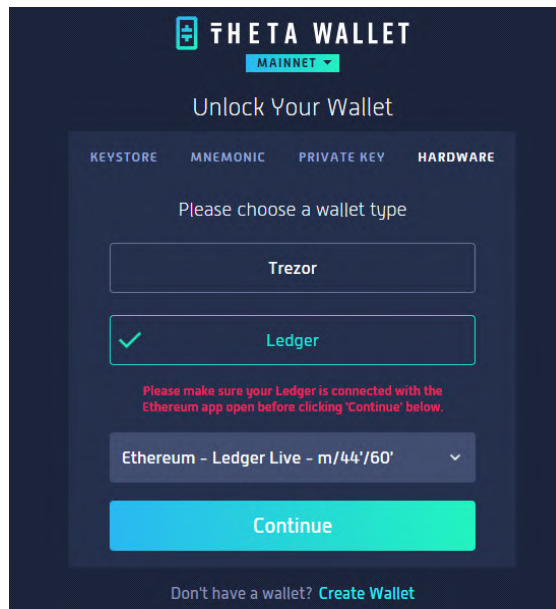 THETA WALLET
MAINNET
Unlock Your Wallet
KEYSTORE MNEMONIC PRIVATE KEY HARDWARE
Please choose a wallet type
Trezor
Ledger
Please make sure your Ledger is connected with the
Ethereum app open before clicking 'Continue' below.
Ethereum - Ledger Live - m/44'/60'
Continue
Don't have a wallet? Create Wallet